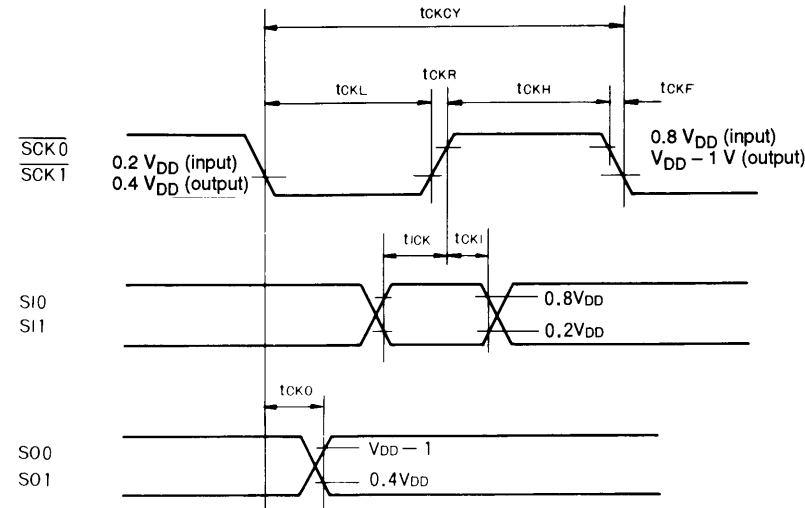 tCKCY
tCKL
tCKR
tCKH
tCKF
SCK0
SCK1
0.2 VDD (input)
0.4 VDD (output)
0.8 VDD (input)
VDD − 1 V (output)
tICK
tCKI
SI0
SI1
0.8VDD
0.2VDD
tCKO
SO0
SO1
VDD − 1
0.4VDD